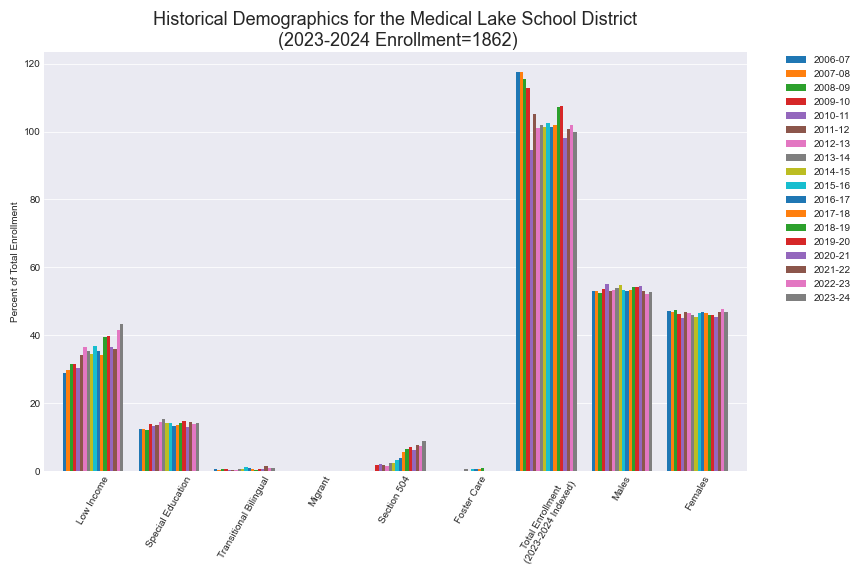 Historical Demographics for the Medical Lake School District
(2023-2024 Enrollment=1862)
Percent of Total Enrollment
120
100
80
60
40
20
0
Low Income
Special Education
Transitional Bilingual
Migrant
Section 504
Foster Care
Total Enrollment
(2023-2024 Indexed)
Males
Females
2006-07
2007-08
2008-09
2009-10
2010-11
2011-12
2012-13
2013-14
2014-15
2015-16
2016-17
2017-18
2018-19
2019-20
2020-21
2021-22
2022-23
2023-24